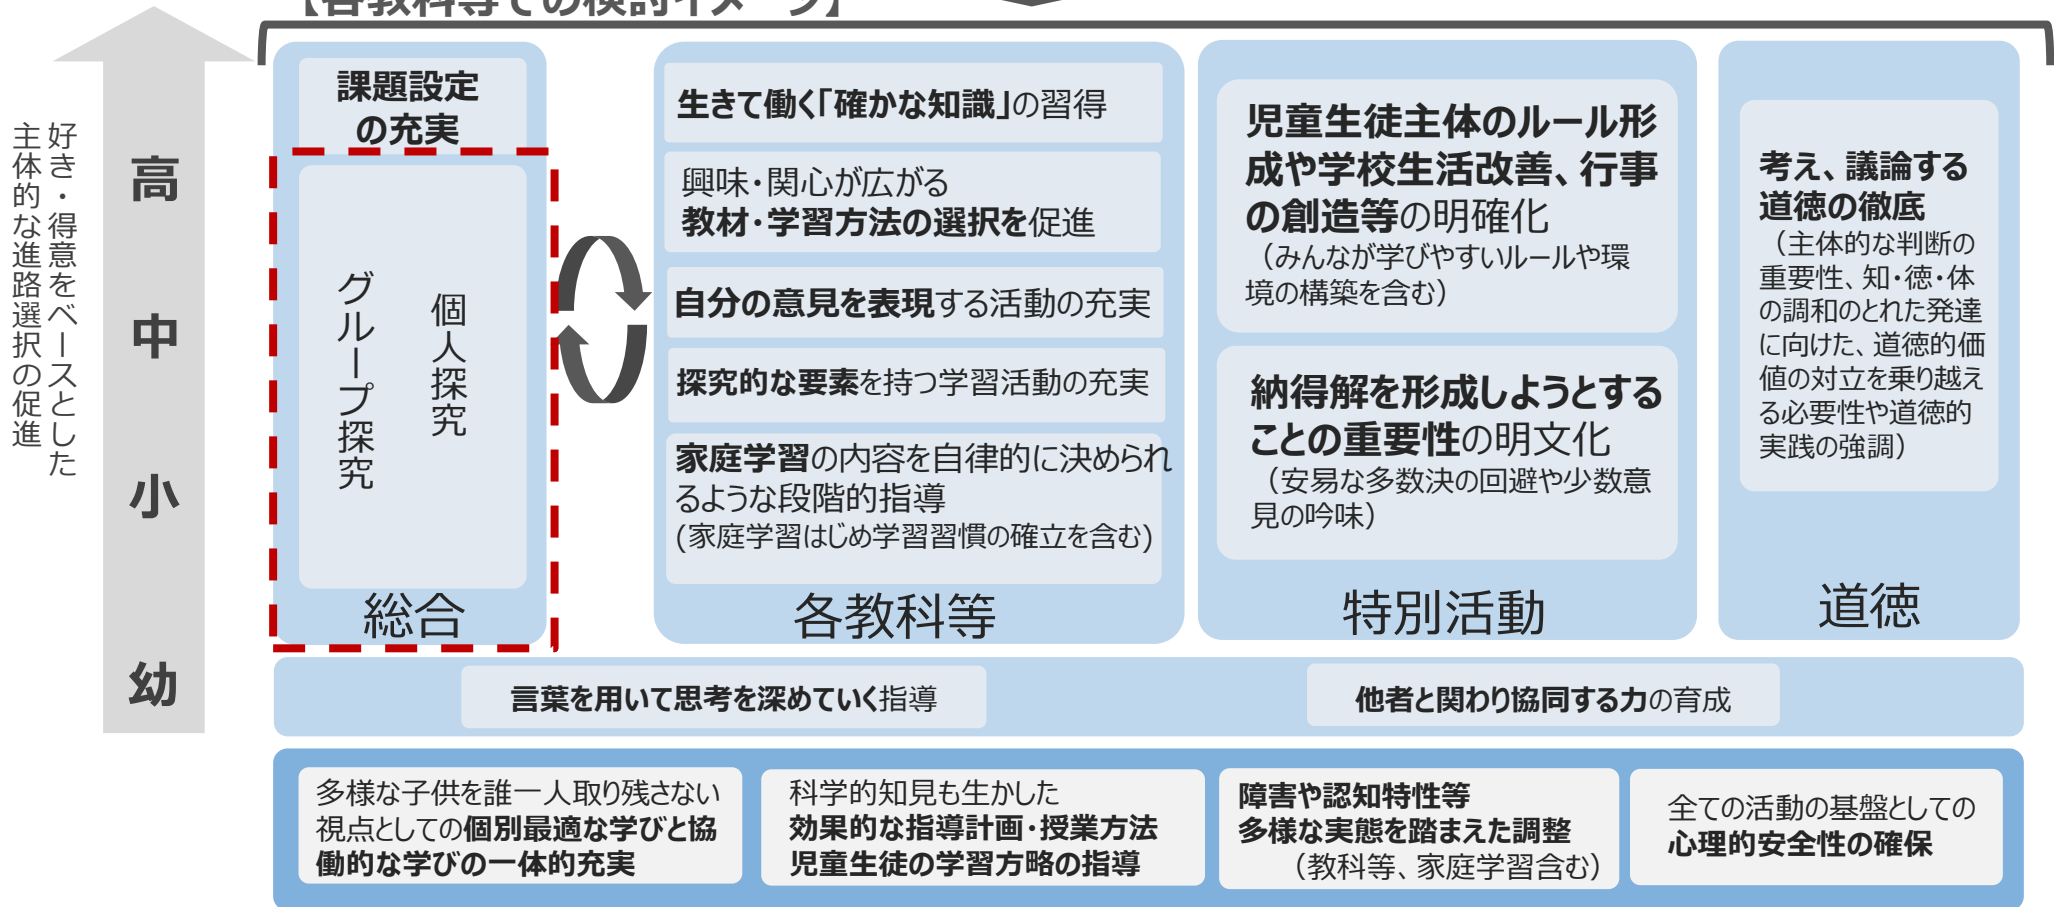 【各教科等での検討イメージ】
好き・得意をベースとした
主体的な進路選択の促進
高
中
小
幼
課題設定
の充実
個人探究
グループ探究
総合
生きて働く「確かな知識」の習得
興味・関心が広がる
教材・学習方法の選択を促進
自分の意見を表現する活動の充実
探究的な要素を持つ学習活動の充実
家庭学習の内容を自律的に決められ
るような段階的指導
(家庭学習はじめ学習習慣の確立を含む)
各教科等
児童生徒主体のルール形
成や学校生活改善、行事
の創造等の明確化
（みんなが学びやすいルールや環
境の構築を含む）
納得解を形成しようとする
ことの重要性の明文化
（安易な多数決の回避や少数意
見の吟味）
特別活動
考え、議論する
道徳の徹底
（主体的な判断の
重要性、知・徳・体
の調和のとれた発達
に向けた、道徳的価
値の対立を乗り越え
る必要性や道徳的
実践の強調）
道徳
言葉を用いて思考を深めていく指導
他者と関わり協同する力の育成
多様な子供を誰一人取り残さない
視点としての個別最適な学びと協
働的な学びの一体的充実
科学的知見も生かした
効果的な指導計画・授業方法
児童生徒の学習方略の指導
障害や認知特性等
多様な実態を踏まえた調整
（教科等、家庭学習含む）
全ての活動の基盤としての
心理的安全性の確保